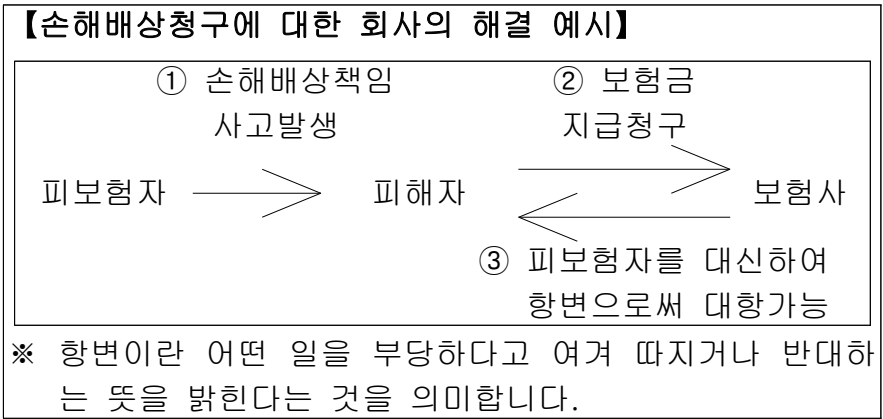 【손해배상청구에 대한 회사의 해결 예시】
① 손해배상책임 ② 보험금
사고발생 지급청구
피보험자 피해자 보험사
③ 피보험자를 대신하여
항변으로써 대항가능
※ 항변이란 어떤 일을 부당하다고 여겨 따지거나 반대하
는 뜻을 밝힌다는 것을 의미합니다.